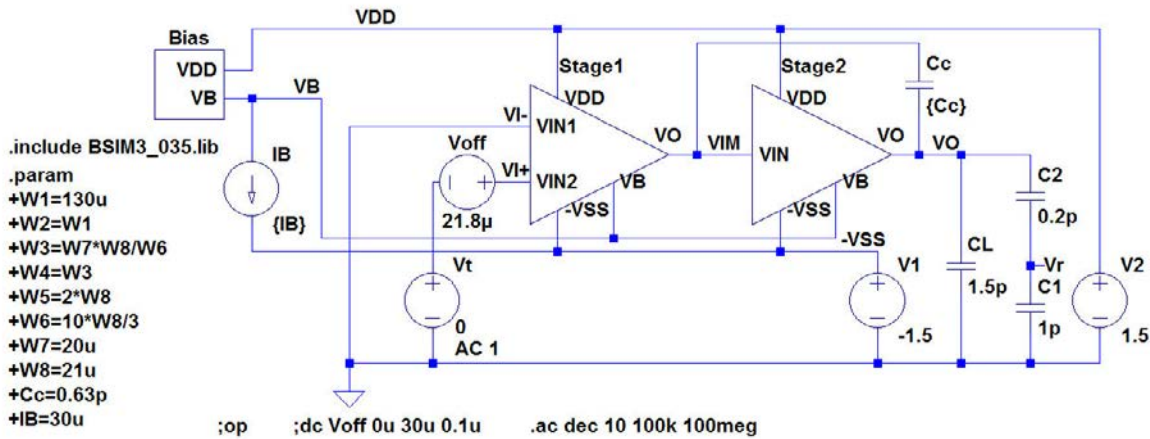 VDD
Bias
VDD
VB
VB
Stage1
VDD
VI-
VIN1
VI+
VIN2
VO
VB
-VSS
Stage2
VDD
VIM
VIN
VO
VB
-VSS
Cc
{Cc}
VO
-VSS
C2
0.2p
Vr
C1
1p
CL
1.5p
V2
1.5
V1
-1.5
Voff
21.8µ
Vt
0
AC 1
IB
{IB}
.include BSIM3_035.lib
.param
+W1=130u
+W2=W1
+W3=W7*W8/W6
+W4=W3
+W5=2*W8
+W6=10*W8/3
+W7=20u
+W8=21u
+Cc=0.63p
+IB=30u
;op ;dc Voff 0u 30u 0.1u .ac dec 10 100k 100meg